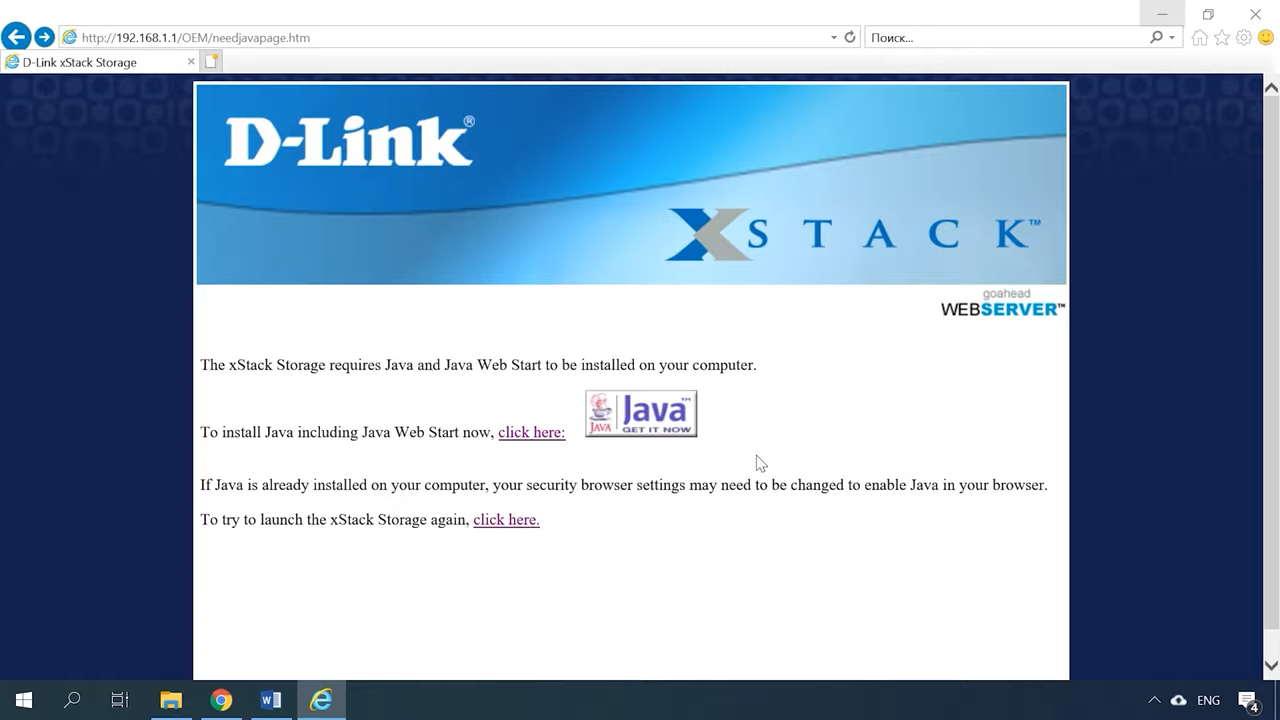 http://192.168.1.1/OEM/needjavapage.htm
Поиск...
D-Link xStack Storage
D-Link®
XSTACK™
goahead
WEBSERVER™
The xStack Storage requires Java and Java Web Start to be installed on your computer.
JAVA Java™ GET IT NOW
To install Java including Java Web Start now, click here:
If Java is already installed on your computer, your security browser settings may need to be changed to enable Java in your browser.
To try to launch the xStack Storage again, click here.
ENG
4